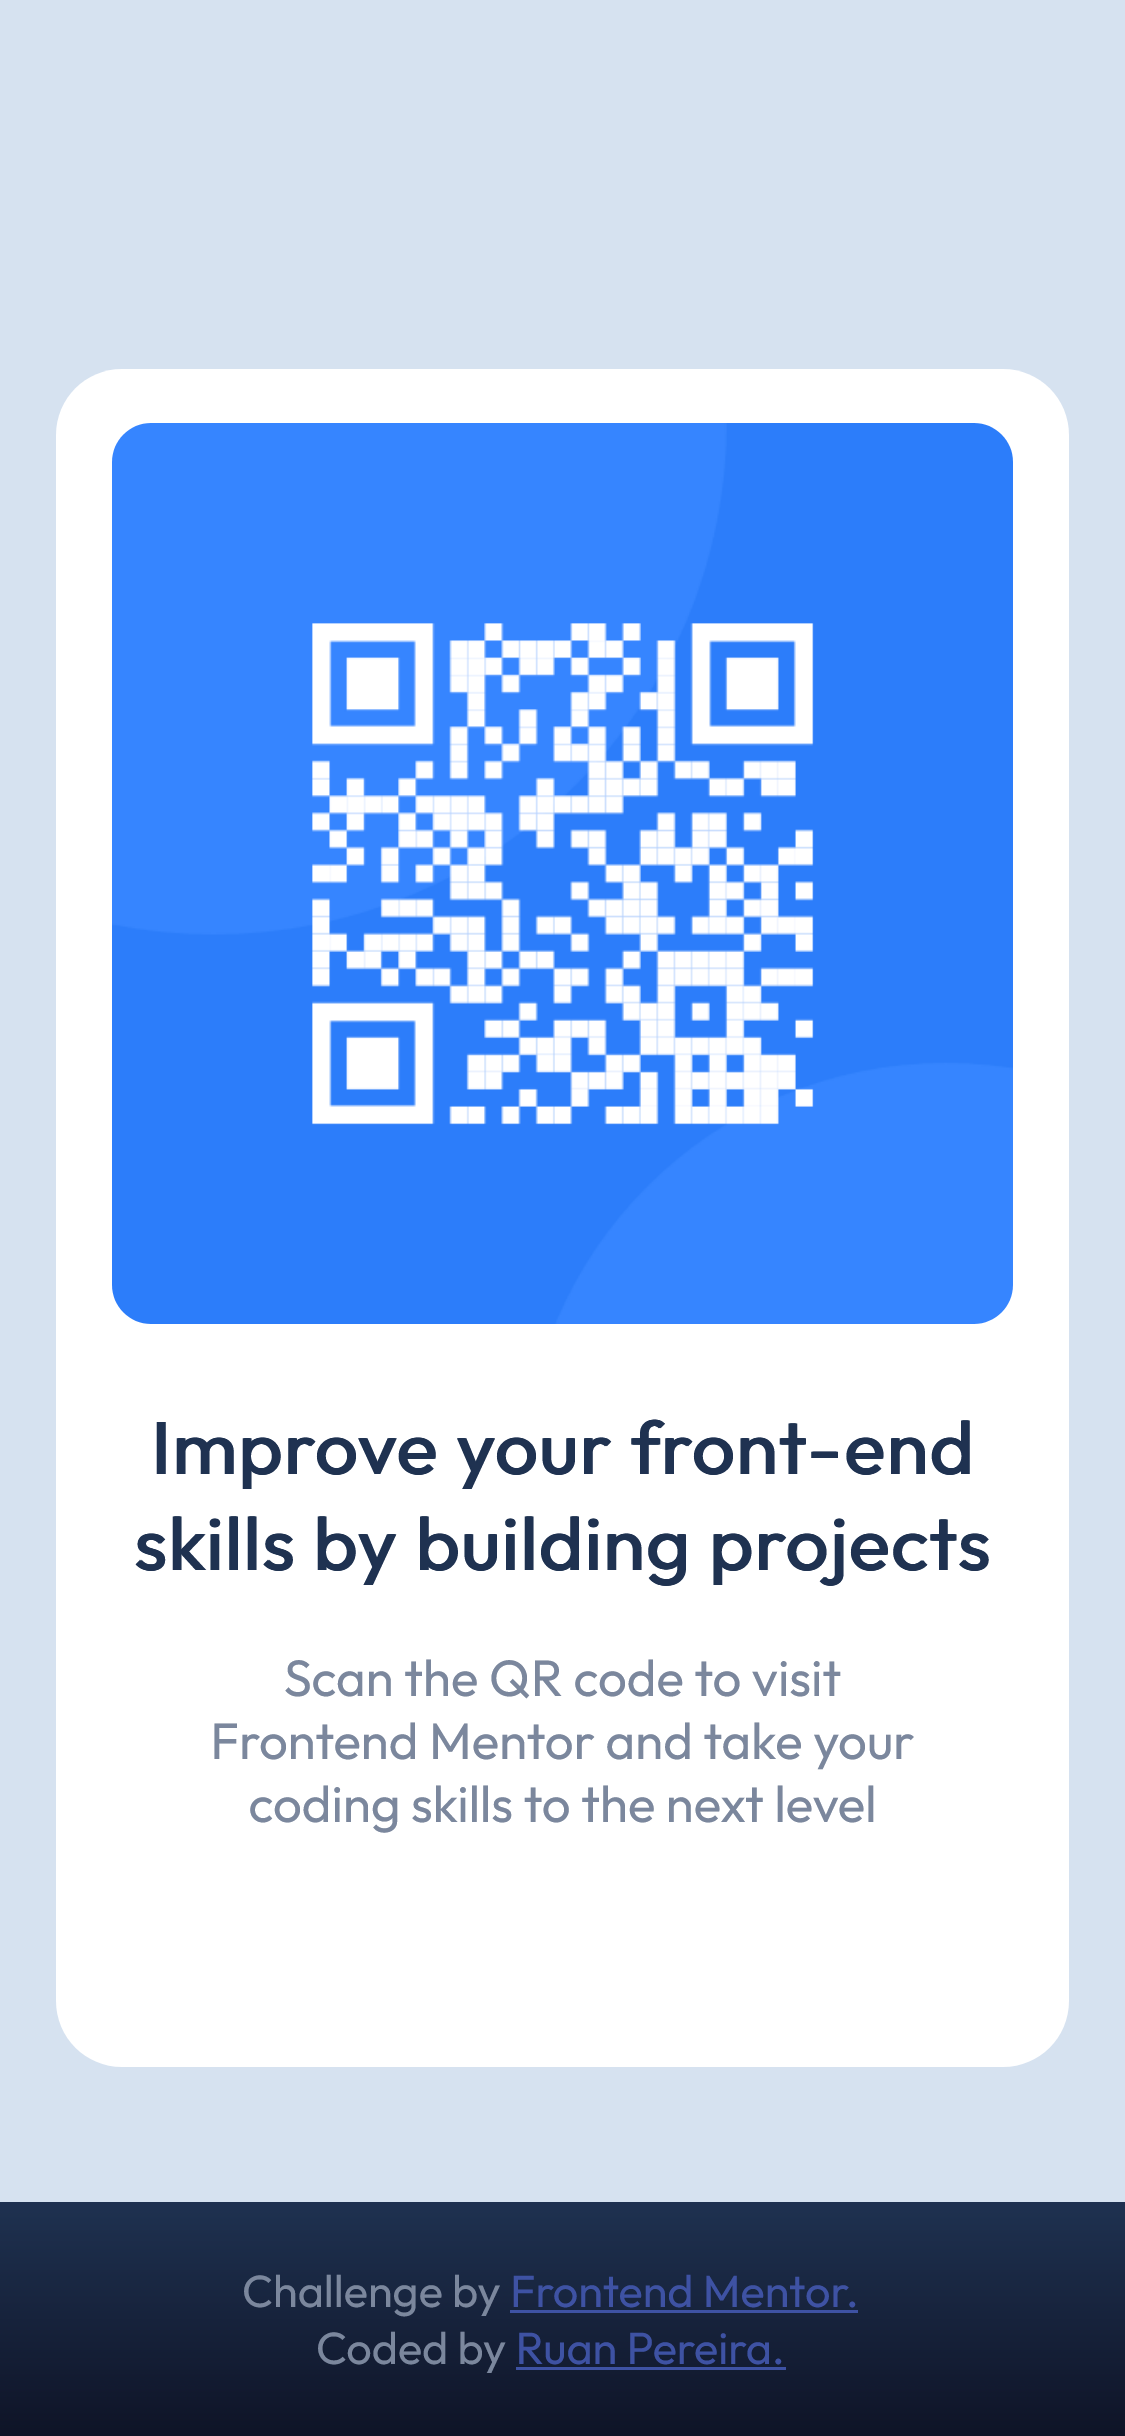 Improve your front-end
skills by building projects
Scan the QR code to visit
Frontend Mentor and take your
coding skills to the next level
Challenge by Frontend Mentor.
Coded by Ruan Pereira.